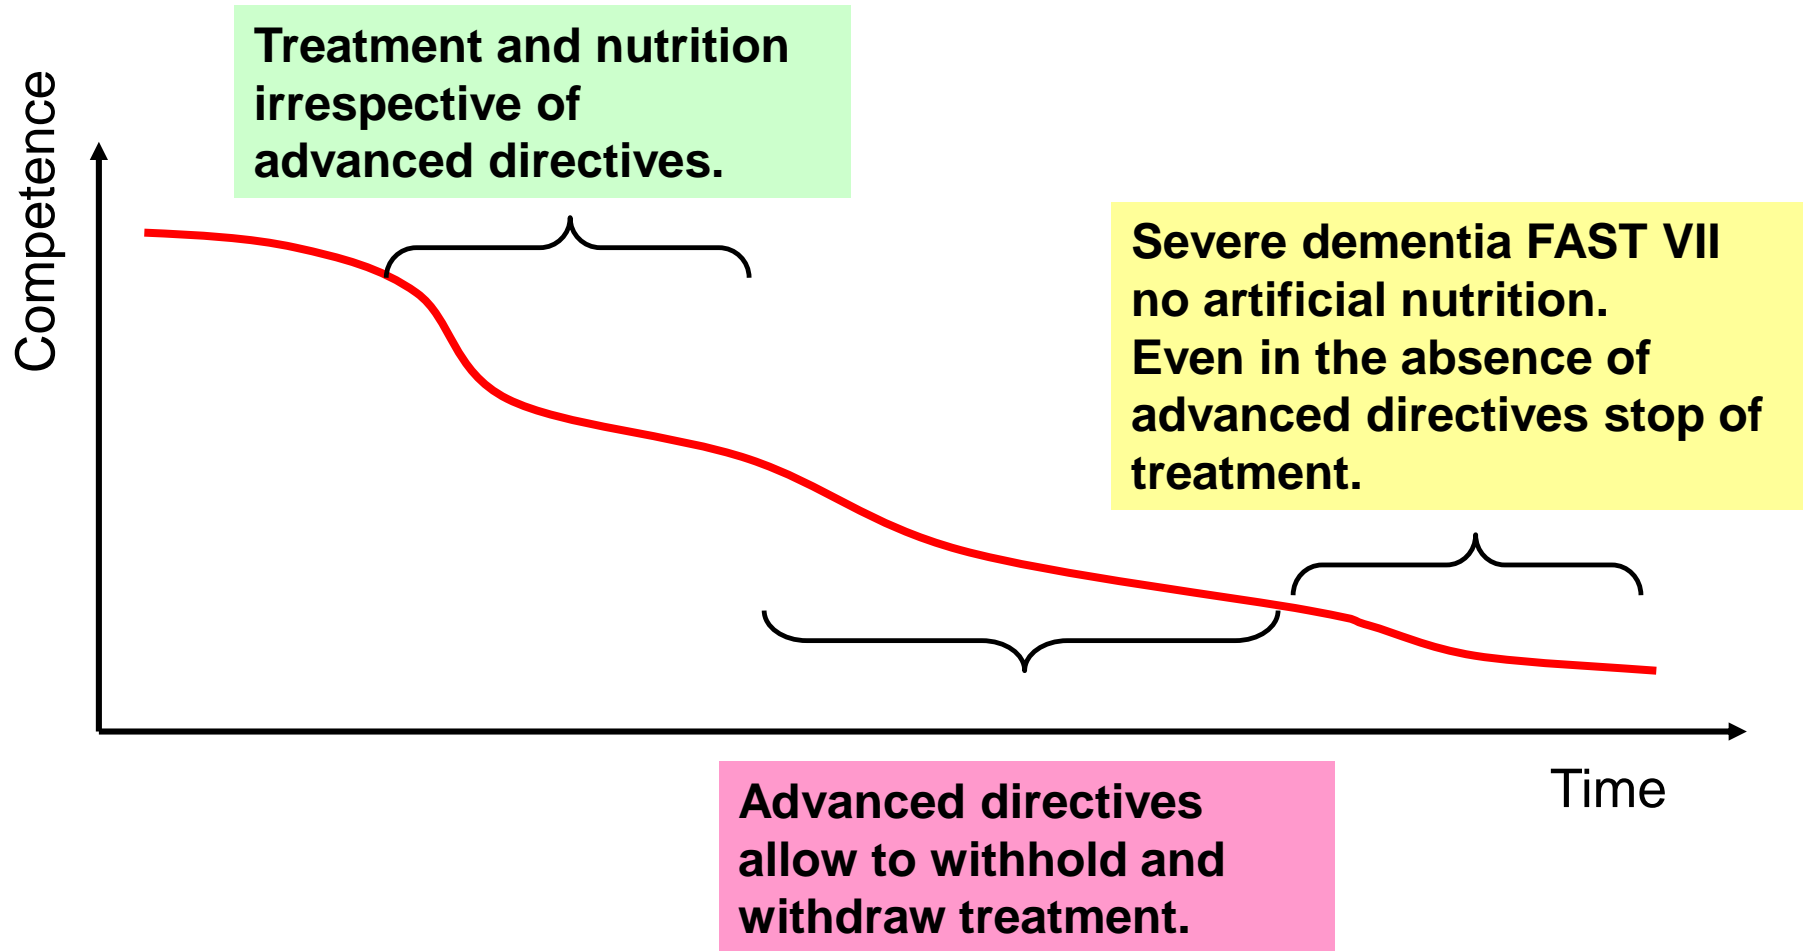 Treatment and nutrition
irrespective of
advanced directives.
Competence
Severe dementia FAST VII
no artificial nutrition.
Even in the absence of
advanced directives stop of
treatment.
Time
Advanced directives
allow to withhold and
withdraw treatment.